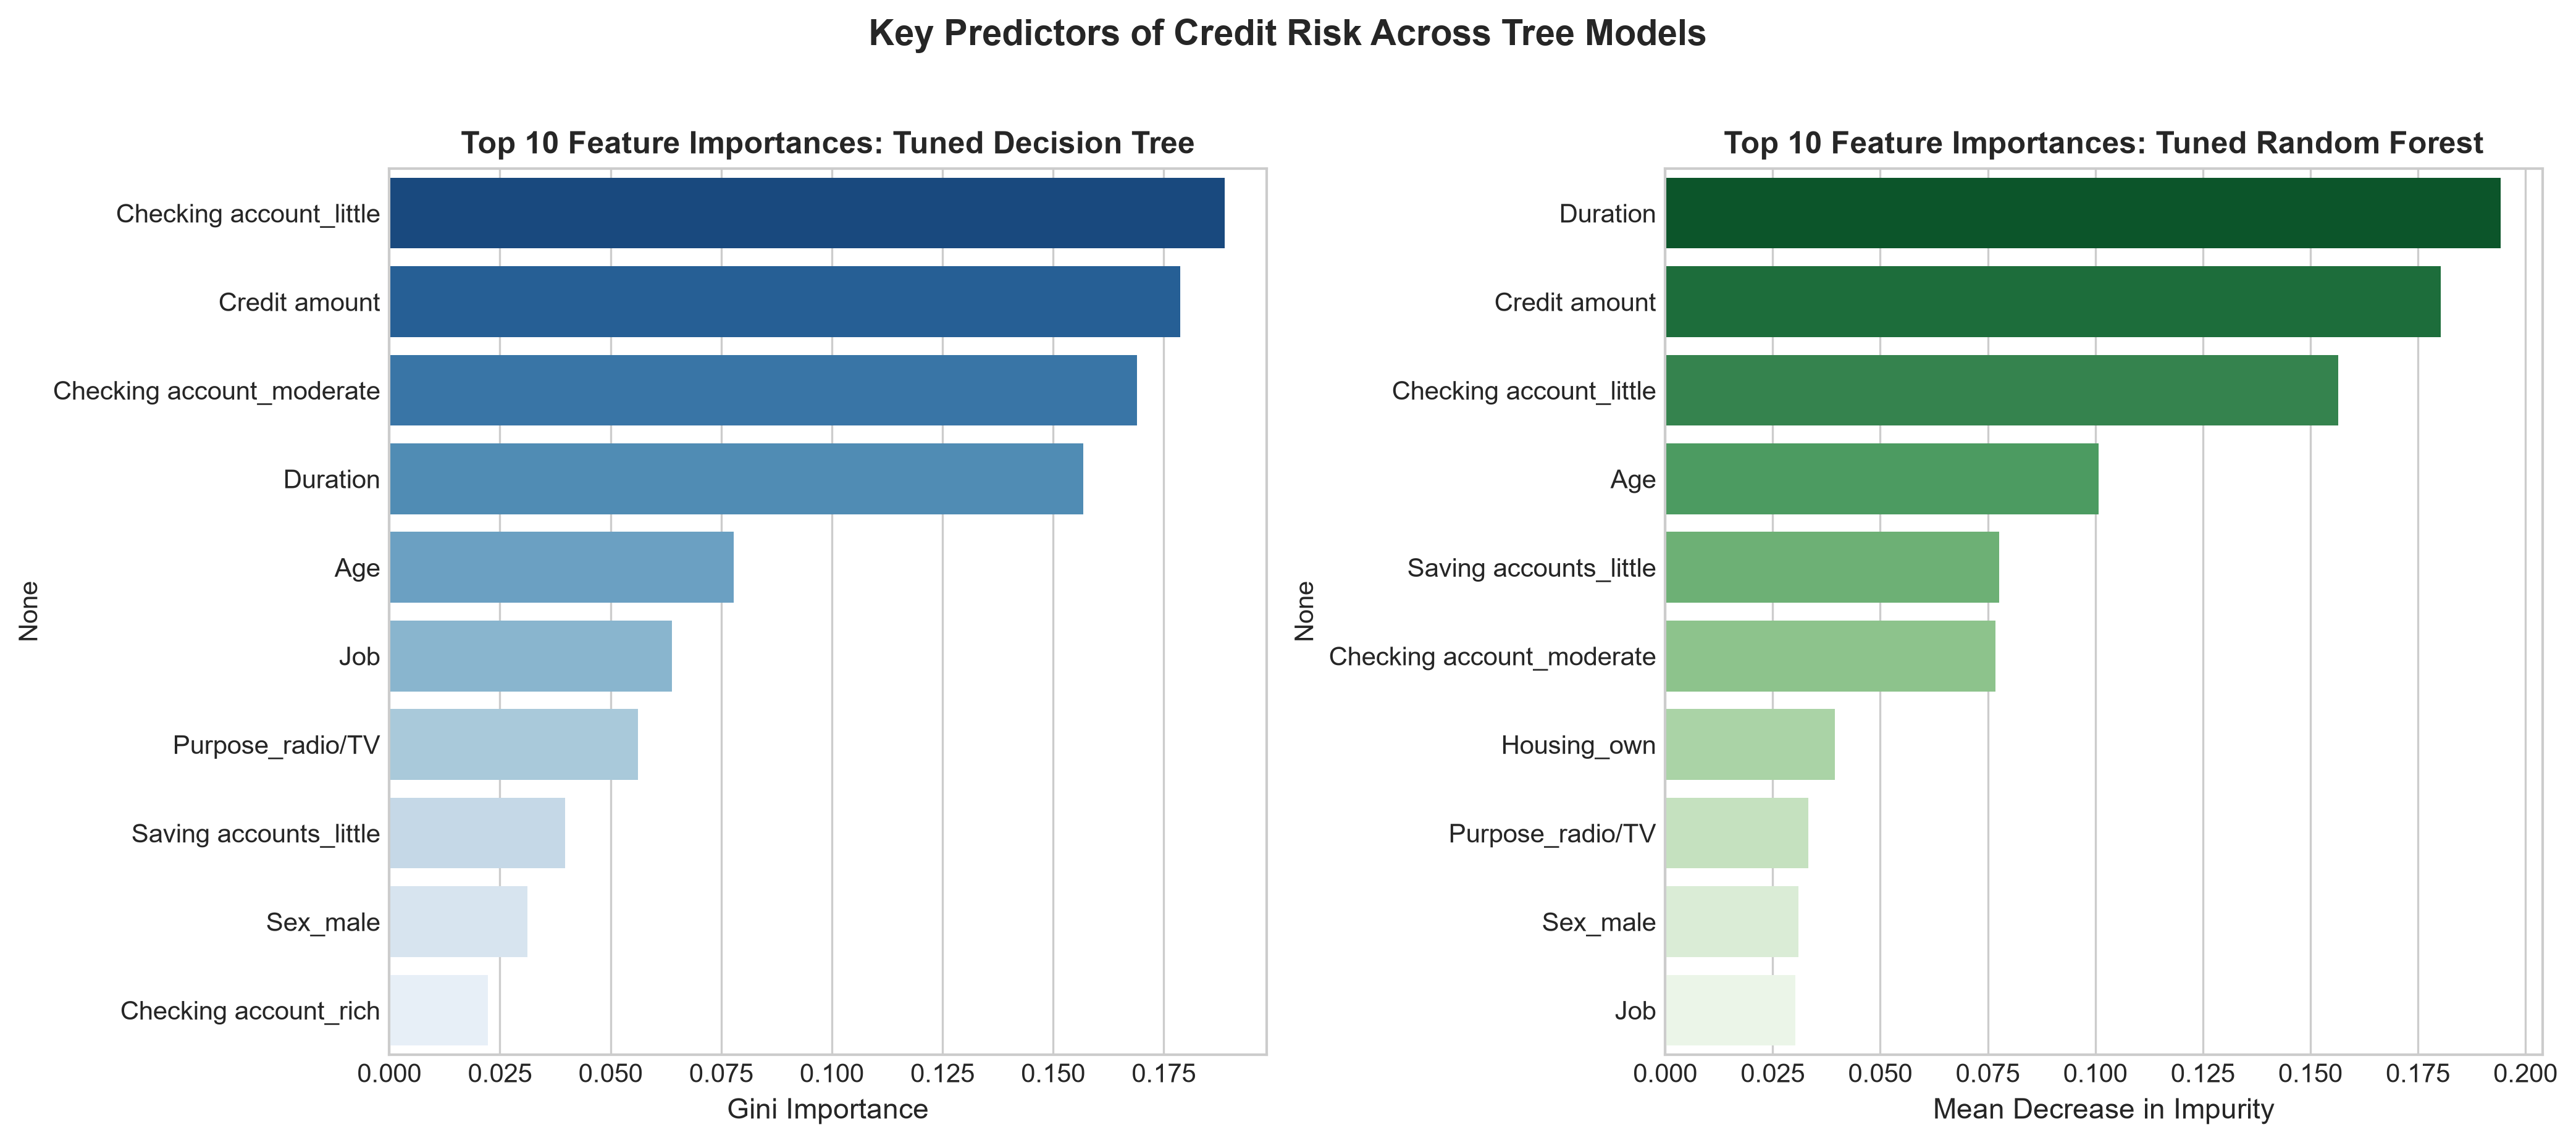 Key Predictors of Credit Risk Across Tree Models
Top 10 Feature Importances: Tuned Decision Tree
None
Checking account_little
Credit amount
Checking account_moderate
Duration
Age
Job
Purpose_radio/TV
Saving accounts_little
Sex_male
Checking account_rich
0.000 0.025 0.050 0.075 0.100 0.125 0.150 0.175
Gini Importance
Top 10 Feature Importances: Tuned Random Forest
None
Duration
Credit amount
Checking account_little
Age
Saving accounts_little
Checking account_moderate
Housing_own
Purpose_radio/TV
Sex_male
Job
0.000 0.025 0.050 0.075 0.100 0.125 0.150 0.175 0.200
Mean Decrease in Impurity